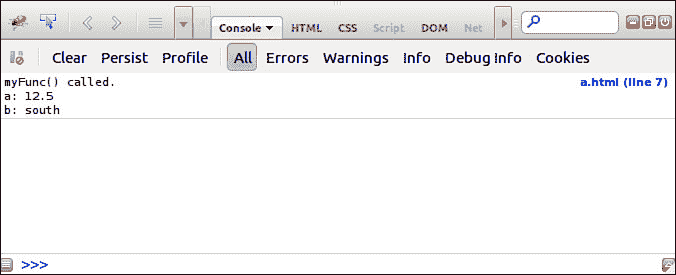 Console HTML CSS Script DOM Net
Clear Persist Profile All Errors Warnings Info Debug Info Cookies
myFunc() called. a.html (line 7)
a: 12.5
b: south
>>>